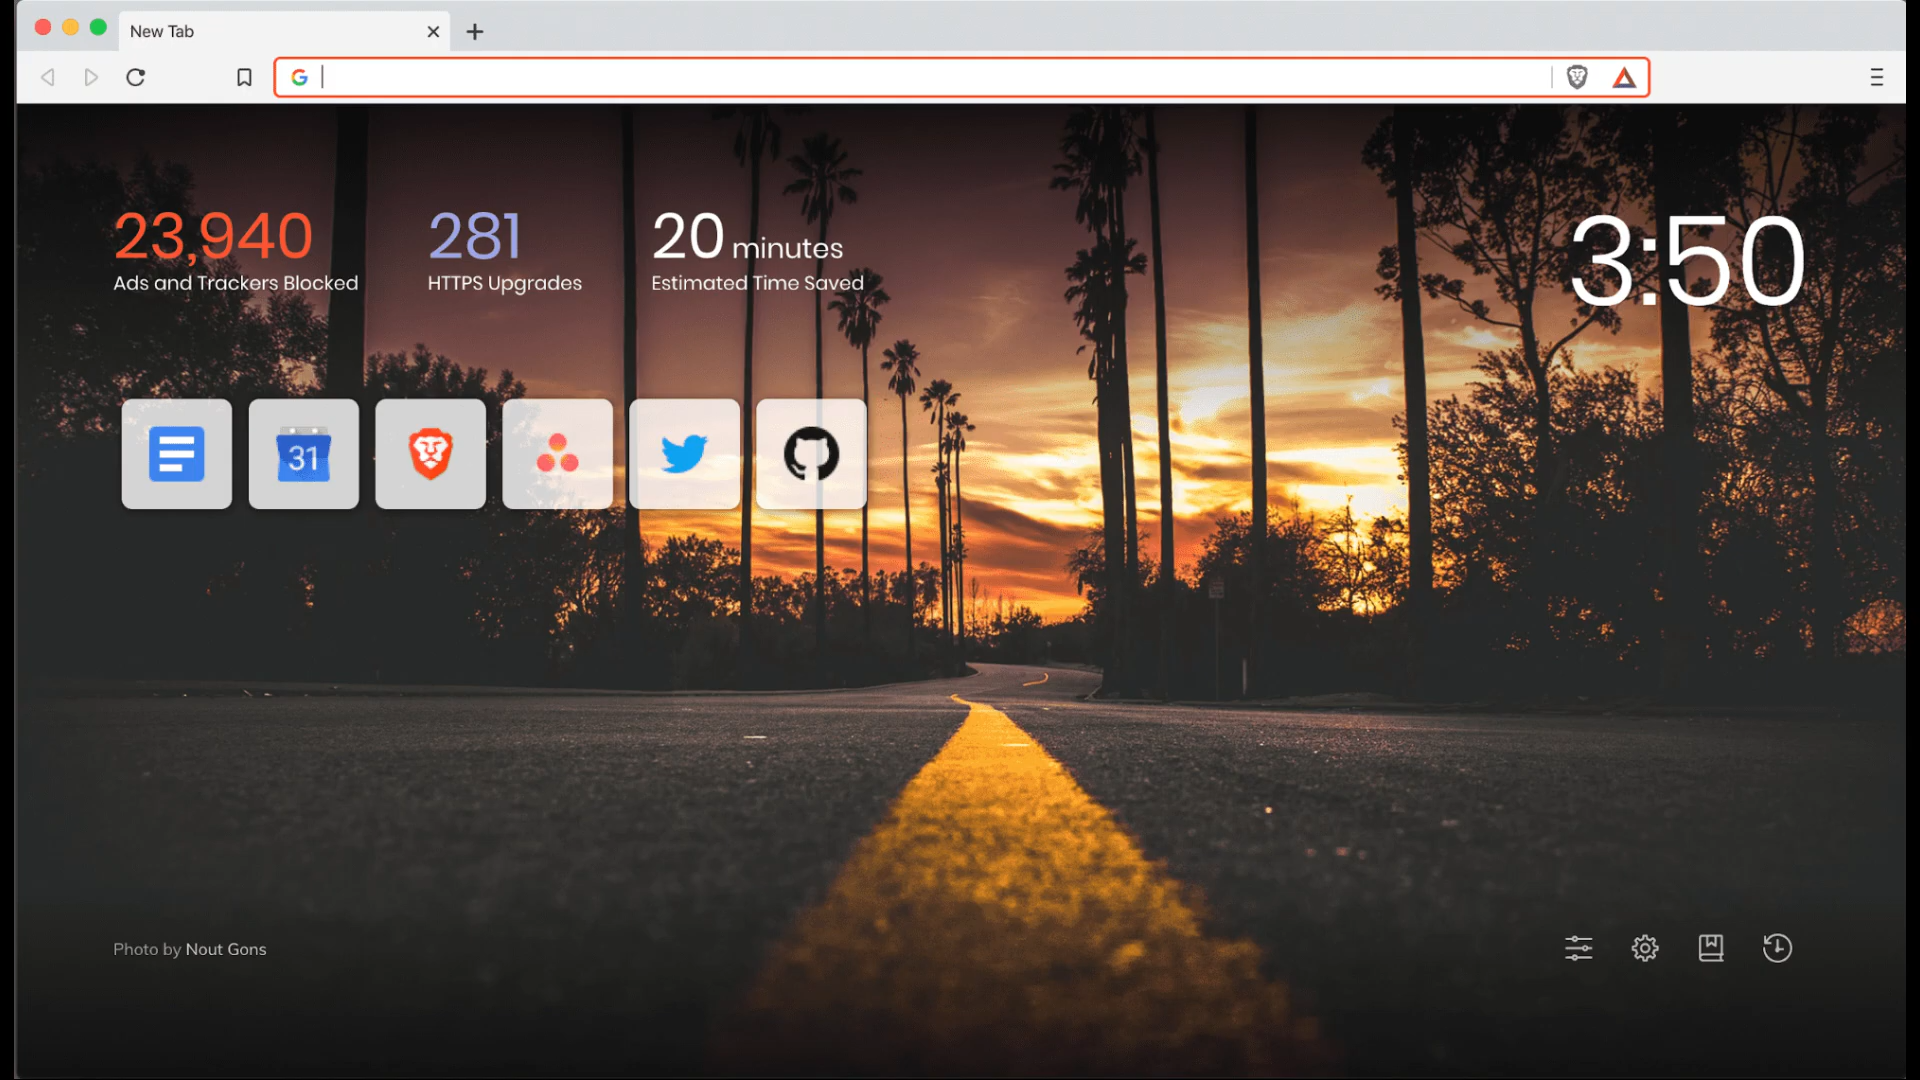 New Tab
23,940
Ads and Trackers Blocked
281
HTTPS Upgrades
20 minutes
Estimated Time Saved
3:50
31
Photo by Nout Gons